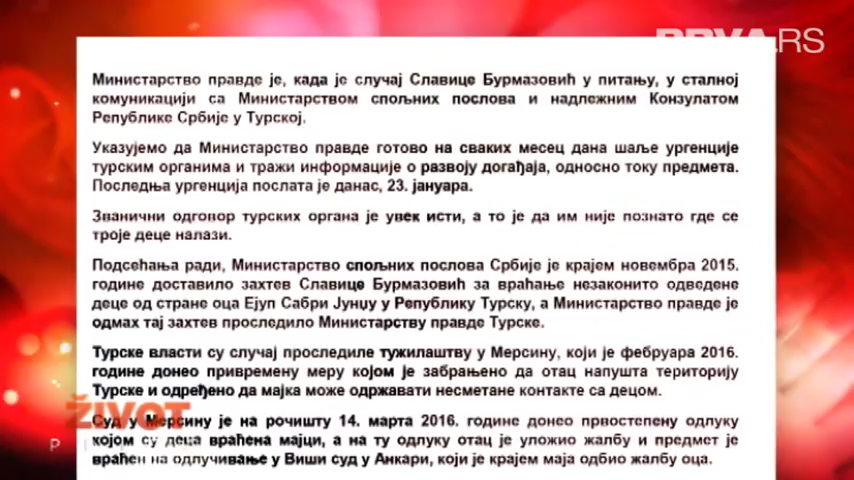 PRVA.RS
Министарство правде је, када је случај Славице Бурмазовић у питању, у сталној
комуникацији са Министарством спољних послова и надлежним Конзулатом
Републике Србије у Турској.
Указујемо да Министарство правде готово на сваких месец дана шаље ургенције
турским органима и тражи информације о развоју догађаја, односно току предмета.
Последња ургенција послата је данас, 23. јануара.
Званични одговор турских органа је увек исти, а то је да им није познато где се
троје деце налази.
Подсећања ради, Министарство спољних послова Србије је крајем новембра 2015.
године доставило захтев Славице Бурмазовић за враћање незаконито одведене
деце од стране оца Ејуп Сабри Јунџу у Републику Турску, а Министарство правде је
одмах тај захтев проследило Министарству правде Турске.
Турске власти су случај проследиле тужилаштву у Мерсину, који је фебруара 2016.
године донео привремену меру којом је забрањено да отац напушта територију
Турске и одређено да мајка може одржавати несметане контакте са децом.
Суд у Мерсину је на рочишту 14. марта 2016. године донео првостепену одлуку
којом су деца враћена мајци, а на ту одлуку отац је уложио жалбу и предмет је
враћен на одлучивање у Виши суд у Анкари, који је крајем маја одбио жалбу оца.
ŽIVOT